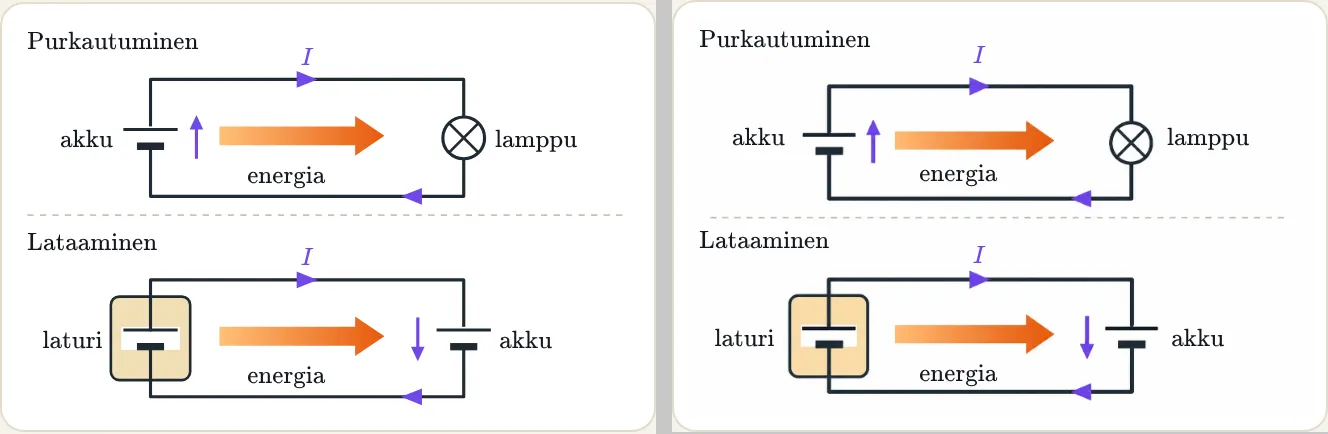 Purkautuminen
I
akku
lamppu
energia
Lataaminen
I
laturi
akku
energia
Purkautuminen
I
akku
lamppu
energia
Lataaminen
I
laturi
akku
energia